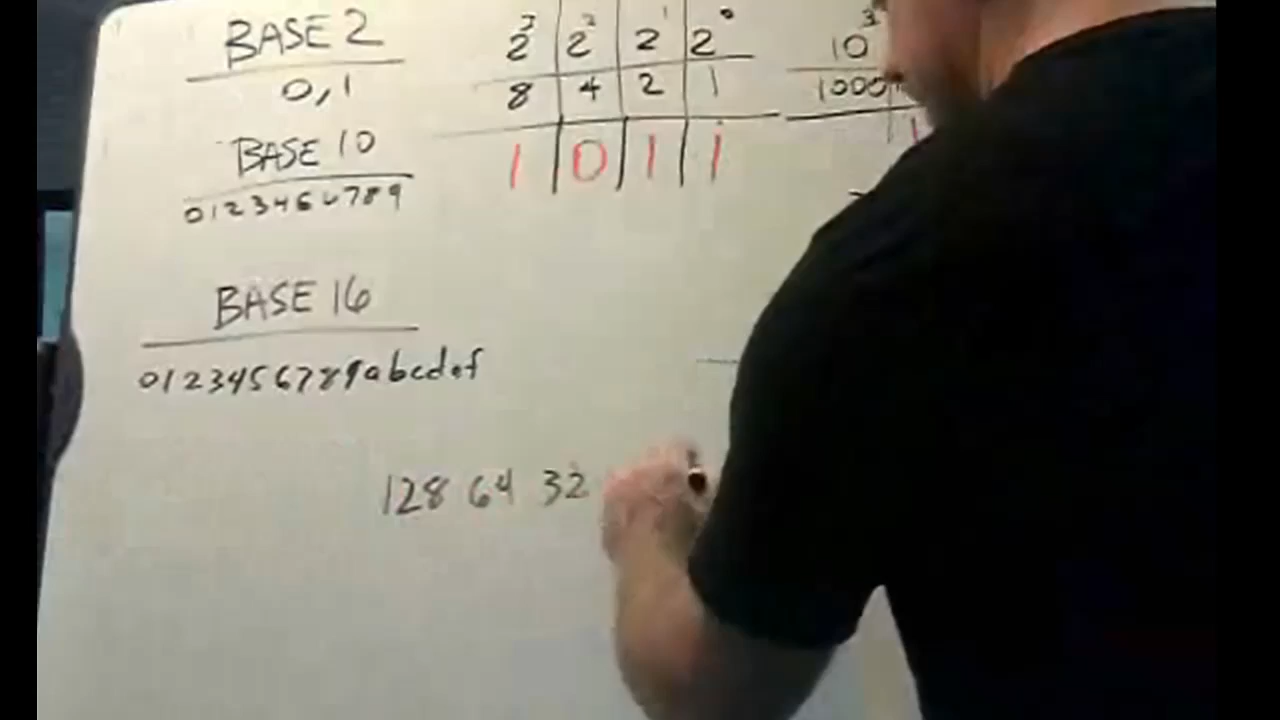 BASE 2
0,1
BASE 10
0123456789
BASE 16
0123456789abcdef
2³ 2² 2¹ 2⁰
8 4 2 1
1 0 1 1
10³
1000
1
128 64 32